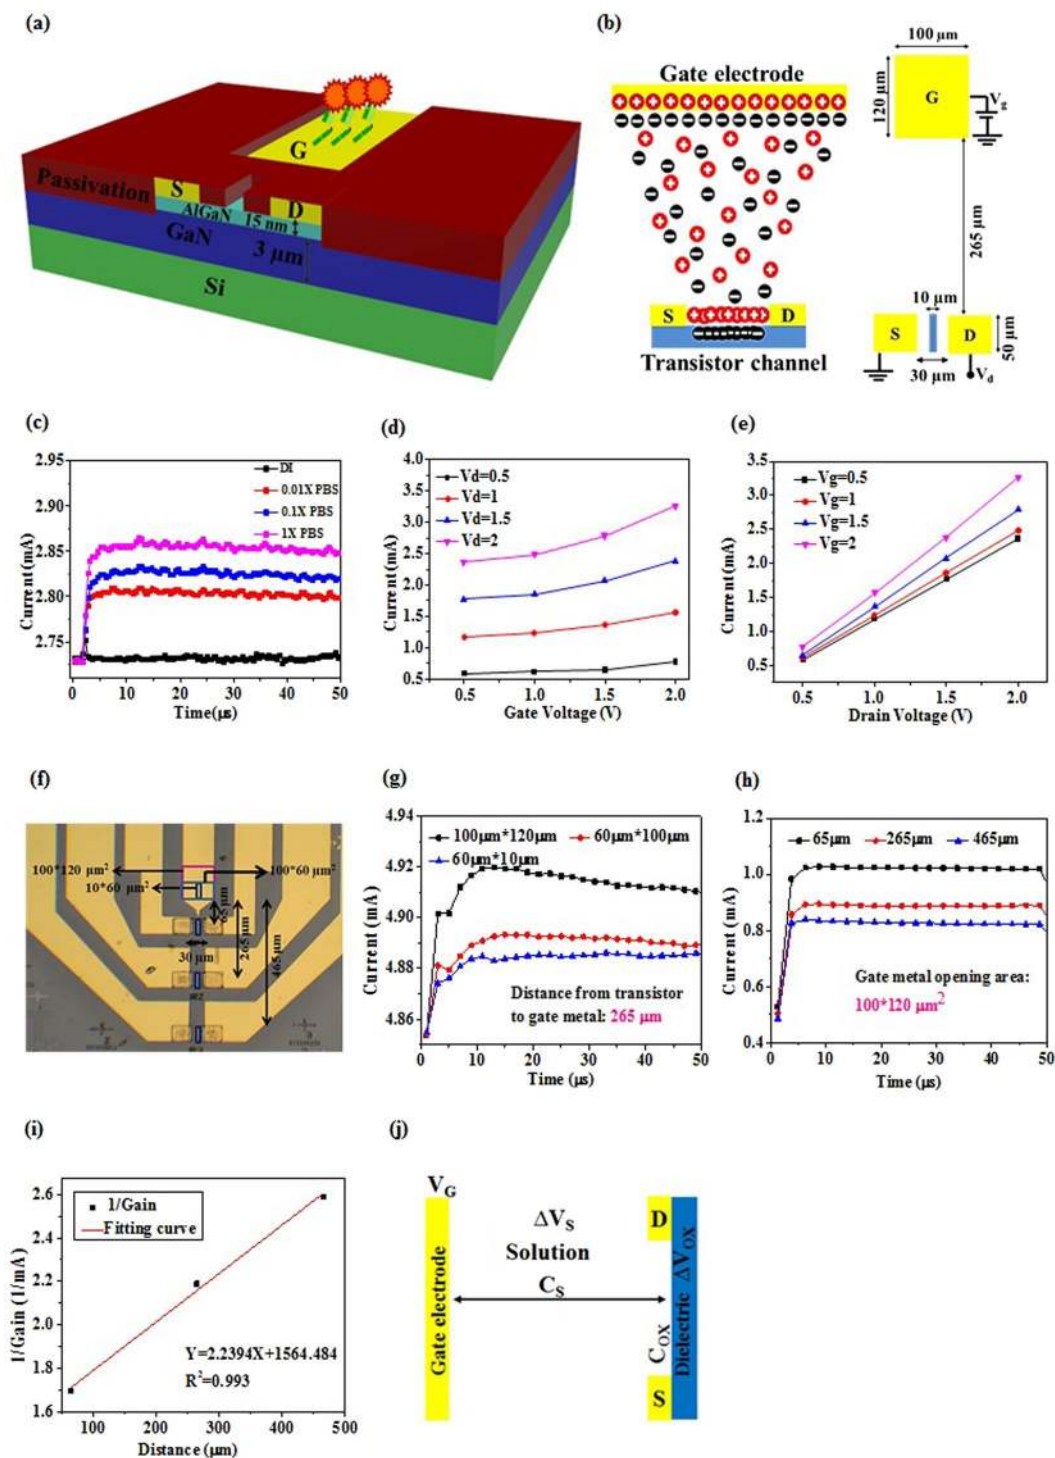 (a)
G
S
D
Passivation
AlGaN
15 nm
GaN
3 μm
Si
(b)
Gate electrode
S
D
Transistor channel
100 μm
120 μm
G
Vg
265 μm
10 μm
S
D
50 μm
30 μm
Vd
(c)
2.95
2.90
2.85
2.80
2.75
Current(mA)
DI
0.01X PBS
0.1X PBS
1X PBS
0 10 20 30 40 50
Time(μs)
(d)
4.0
3.5
3.0
2.5
2.0
1.5
1.0
0.5
Current(mA)
Vd=0.5
Vd=1
Vd=1.5
Vd=2
0.5 1.0 1.5 2.0
Gate Voltage (V)
(e)
3.5
3.0
2.5
2.0
1.5
1.0
0.5
Current(mA)
Vg=0.5
Vg=1
Vg=1.5
Vg=2
0.5 1.0 1.5 2.0
Drain Voltage (V)
(f)
100*120 μm²
10*60 μm²
100*60 μm²
65 μm
265 μm
465 μm
30 μm
(g)
4.94
4.92
4.90
4.88
4.86
Current (mA)
100μm*120μm 60μm*100μm
60μm*10μm
Distance from transistor
to gate metal: 265 μm
0 10 20 30 40 50
Time (μs)
(h)
1.2
1.0
0.8
0.6
0.4
Current (mA)
65μm 265μm 465μm
Gate metal opening area:
100*120 μm²
0 10 20 30 40 50
Time (μs)
(i)
2.6
2.4
2.2
2.0
1.8
1.6
1/Gain (1/mA)
1/Gain
Fitting curve
Y=2.2394X+1564.484
R²=0.993
100 200 300 400 500
Distance (μm)
(j)
VG
Gate electrode
ΔVS
Solution
CS
D
COX
Dielectric ΔVOX
S